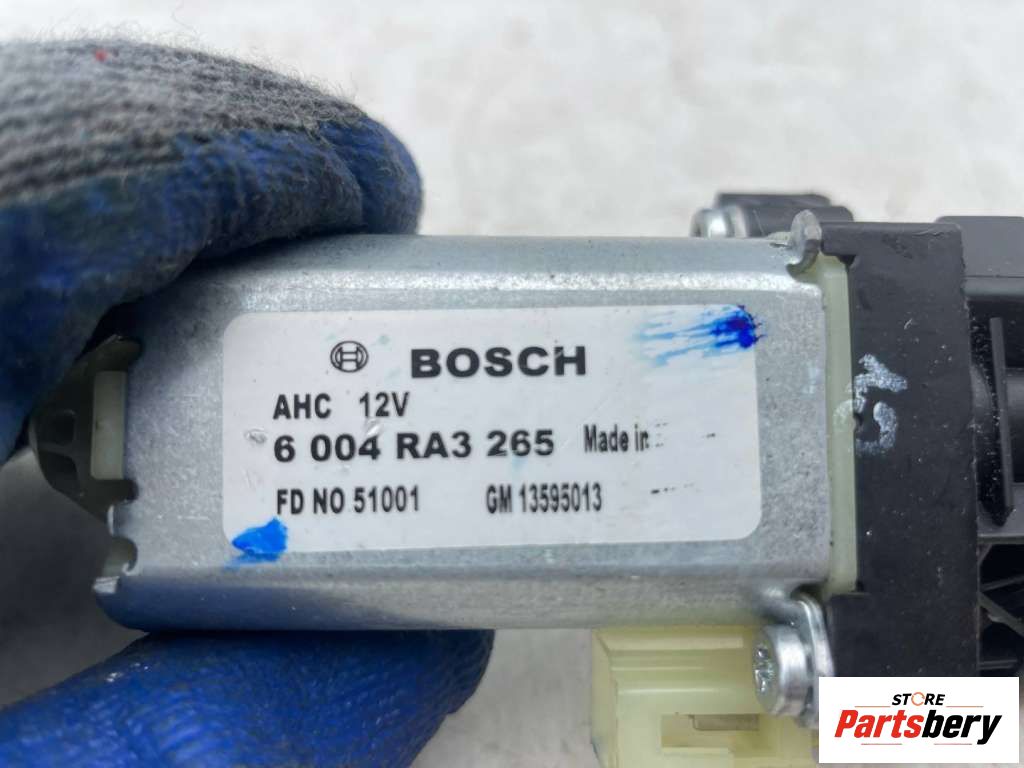 BOSCH
AHC 12V
6 004 RA3 265 Made in
FD NO 51001 GM 13595013
STORE
Partsbery